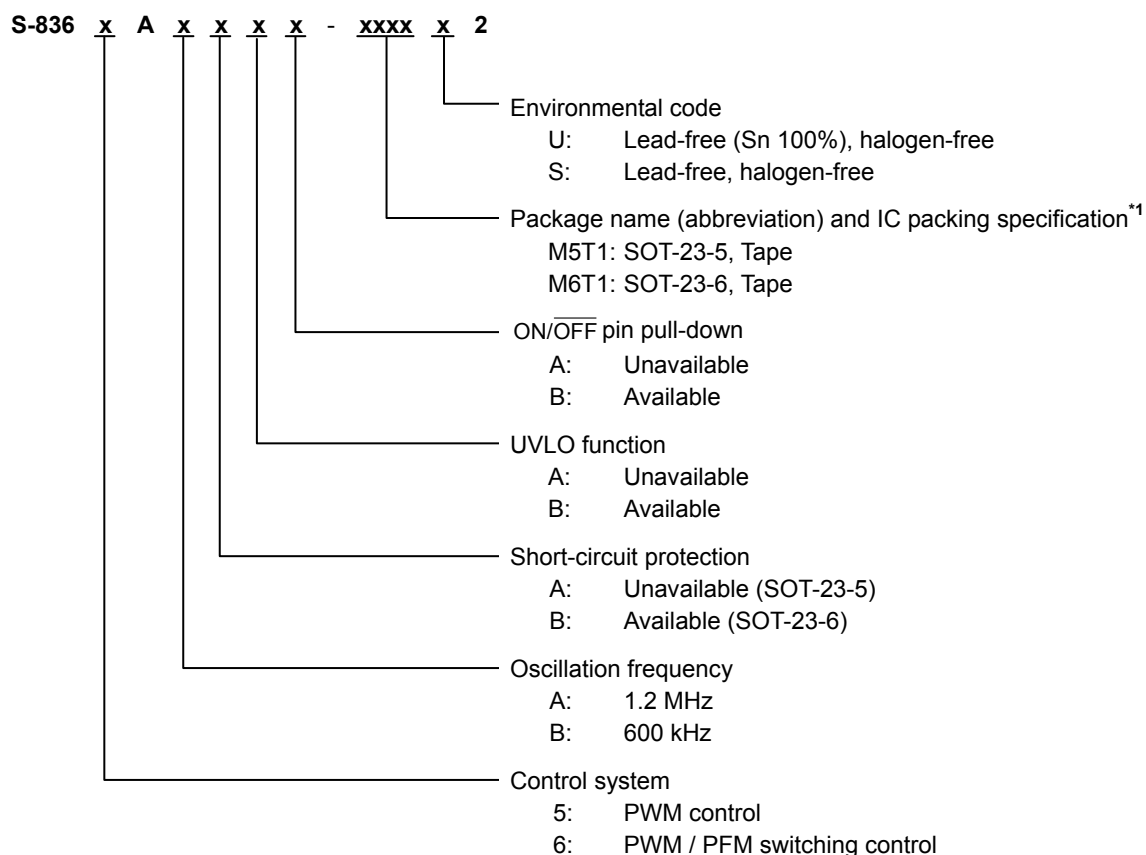 S-836 x A x x x x - xxxx x 2
Environmental code
U: Lead-free (Sn 100%), halogen-free
S: Lead-free, halogen-free
Package name (abbreviation) and IC packing specification*1
M5T1: SOT-23-5, Tape
M6T1: SOT-23-6, Tape
ON/OFF pin pull-down
A: Unavailable
B: Available
UVLO function
A: Unavailable
B: Available
Short-circuit protection
A: Unavailable (SOT-23-5)
B: Available (SOT-23-6)
Oscillation frequency
A: 1.2 MHz
B: 600 kHz
Control system
5: PWM control
6: PWM / PFM switching control